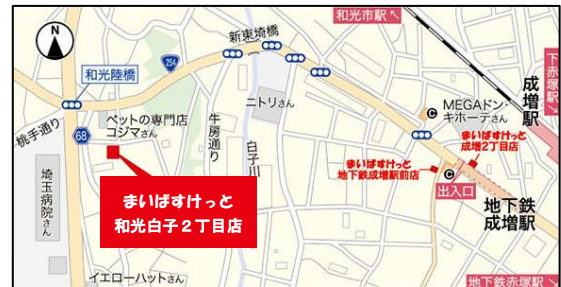 N
和光市駅↖
新東埼橋
254
和光陸橋
下赤塚駅↘
成増駅
ニトリさん
MEGAドン・
キホーテさん
桃手通り
68
ペットの専門店
コジマさん
牛房通り
白子川
まいばすけっと
成増2丁目店
まいばすけっと
地下鉄成増駅前店
出入口
埼玉病院さん
まいばすけっと
和光白子2丁目店
地下鉄
成増駅
イエローハットさん
地下鉄赤塚駅↘